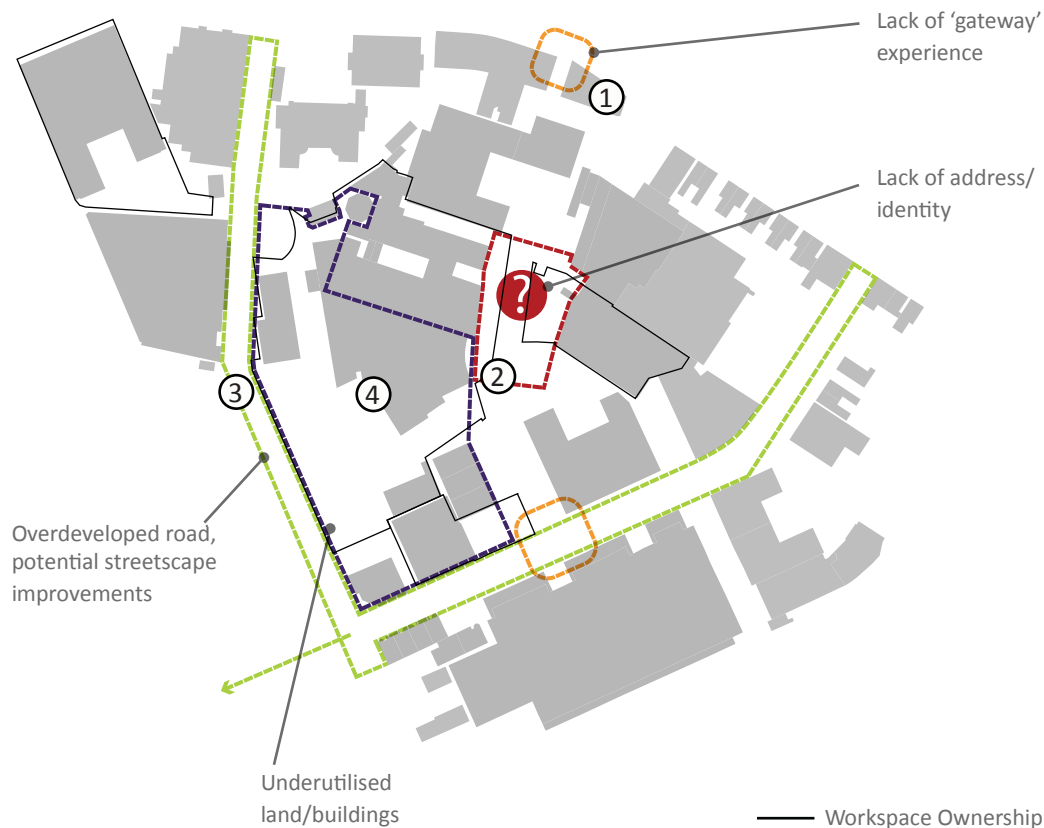 Lack of ‘gateway’
experience
1
Lack of address/
identity
?
2
3
4
Overdeveloped road,
potential streetscape
improvements
Underutilised
land/buildings
Workspace Ownership